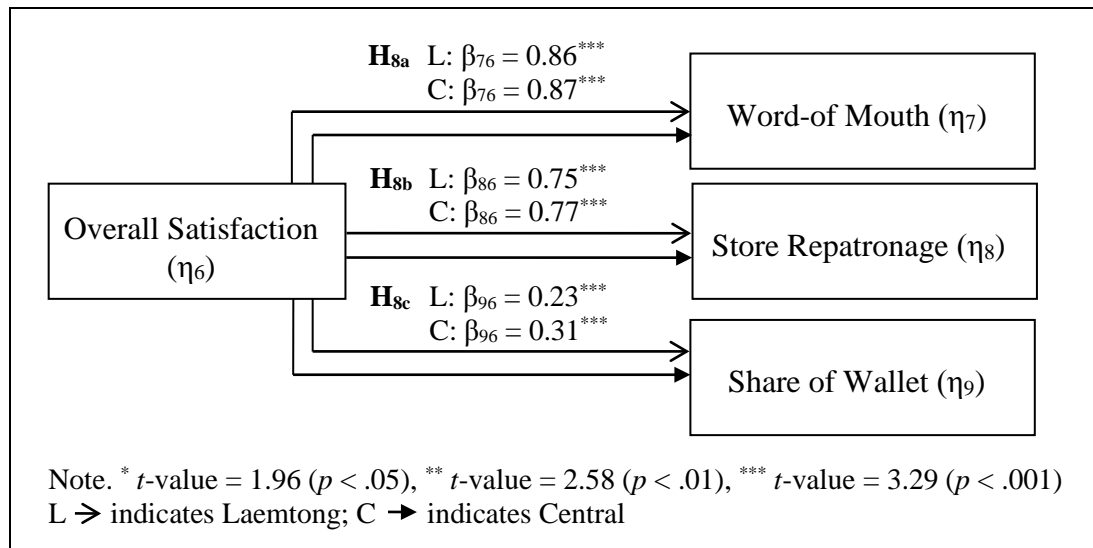 H8a L: β76 = 0.86***
C: β76 = 0.87***
Word-of Mouth (η7)
H8b L: β86 = 0.75***
C: β86 = 0.77***
Overall Satisfaction
(η6)
Store Repatronage (η8)
H8c L: β96 = 0.23***
C: β96 = 0.31***
Share of Wallet (η9)
Note. * t-value = 1.96 (p < .05), ** t-value = 2.58 (p < .01), *** t-value = 3.29 (p < .001)
L → indicates Laemtong; C → indicates Central